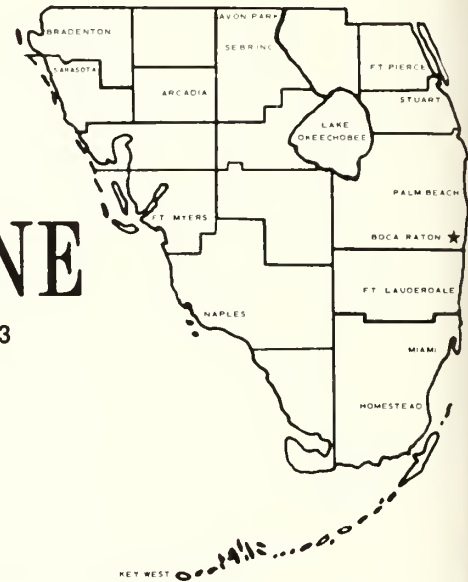 AVON PARK
BRADENTON
SEBRING
SARASOTA
FT PIERCE
ARCADIA
STUART
LAKE
OKEECHOBEE
PALM BEACH
FT MYERS
BOCA RATON ★
NE
FT LAUDERDALE
NAPLES
3
MIAMI
HOMESTEAD
KEY WEST